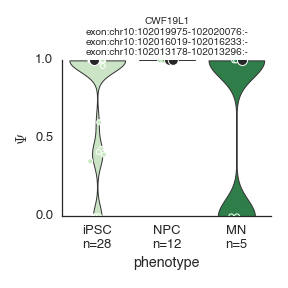 CWF19L1
exon:chr10:102019975-102020076:-
exon:chr10:102016019-102016233:-
exon:chr10:102013178-102013296:-
1.0
0.5
0.0
Ψ
iPSC NPC MN
n=28 n=12 n=5
phenotype